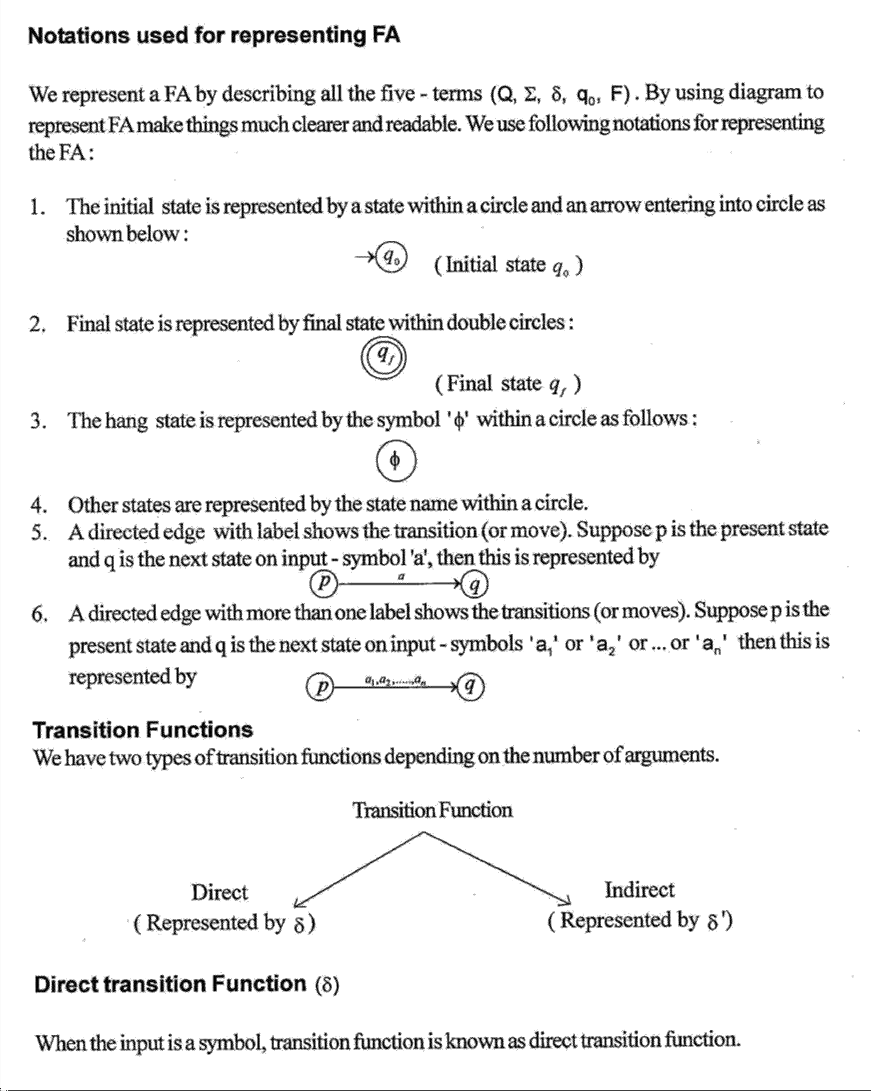 Notations used for representing FA
We represent a FA by describing all the five - terms (Q, Σ, δ, q₀, F). By using diagram to
represent FA make things much clearer and readable. We use following notations for representing
the FA :
1. The initial state is represented by a state within a circle and an arrow entering into circle as
shown below :
→ q₀ ( Initial state q₀ )
2. Final state is represented by final state within double circles :
q_f
( Final state q_f )
3. The hang state is represented by the symbol 'ϕ' within a circle as follows :
ϕ
4. Other states are represented by the state name within a circle.
5. A directed edge with label shows the transition (or move). Suppose p is the present state
and q is the next state on input - symbol 'a', then this is represented by
p a q
6. A directed edge with more than one label shows the transitions (or moves). Suppose p is the
present state and q is the next state on input - symbols 'a₁' or 'a₂' or ... or 'aₙ' then this is
represented by p a₁,a₂,......,aₙ q
Transition Functions
We have two types of transition functions depending on the number of arguments.
Transition Function
Direct Indirect
( Represented by δ) ( Represented by δ')
Direct transition Function (δ)
When the input is a symbol, transition function is known as direct transition function.